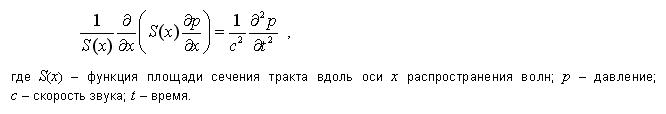 1/S(x) ∂/∂x (S(x) ∂p/∂x) = 1/c² ∂²p/∂t² ,
где S(x) – функция площади сечения тракта вдоль оси x распространения волн; p – давление;
c – скорость звука; t – время.